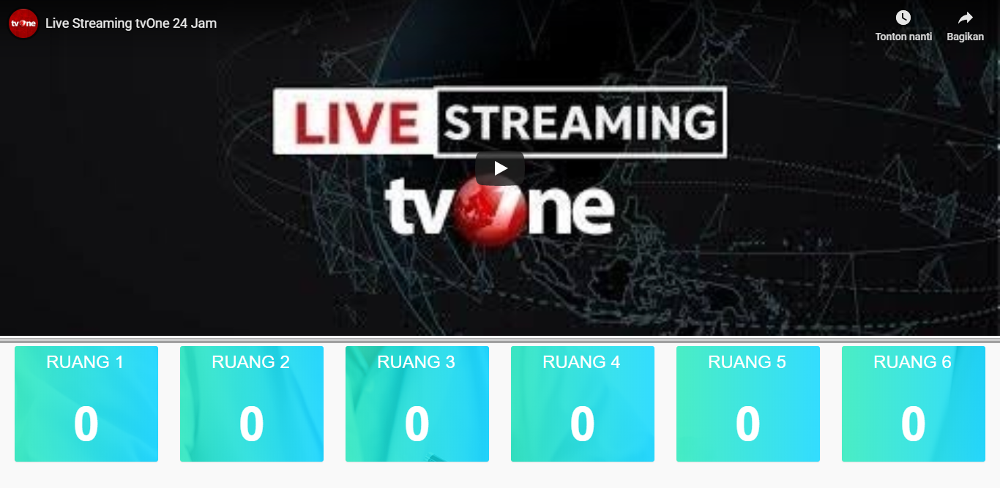 tvOne
Live Streaming tvOne 24 Jam
Tonton nanti
Bagikan
LIVE STREAMING
tvOne
RUANG 1
RUANG 2
RUANG 3
RUANG 4
RUANG 5
RUANG 6
0
0
0
0
0
0